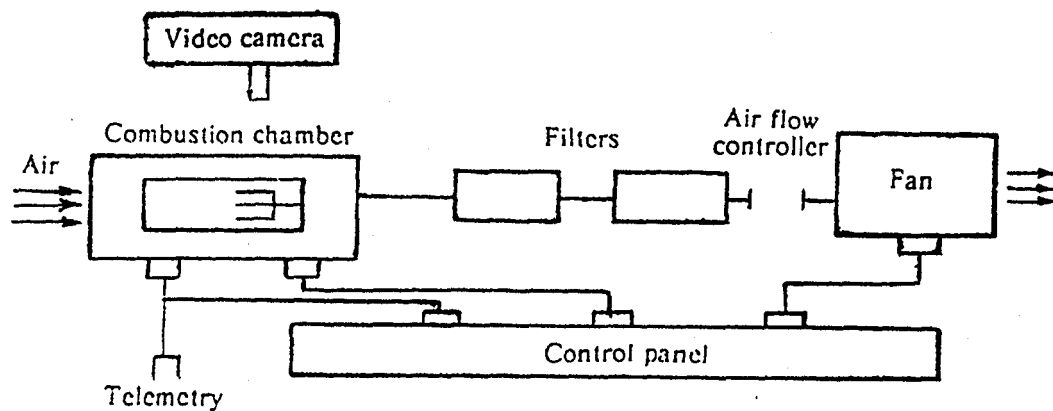 Video camera
Combustion chamber
Air
Filters
Air flow
controller
Fan
Control panel
Telemetry